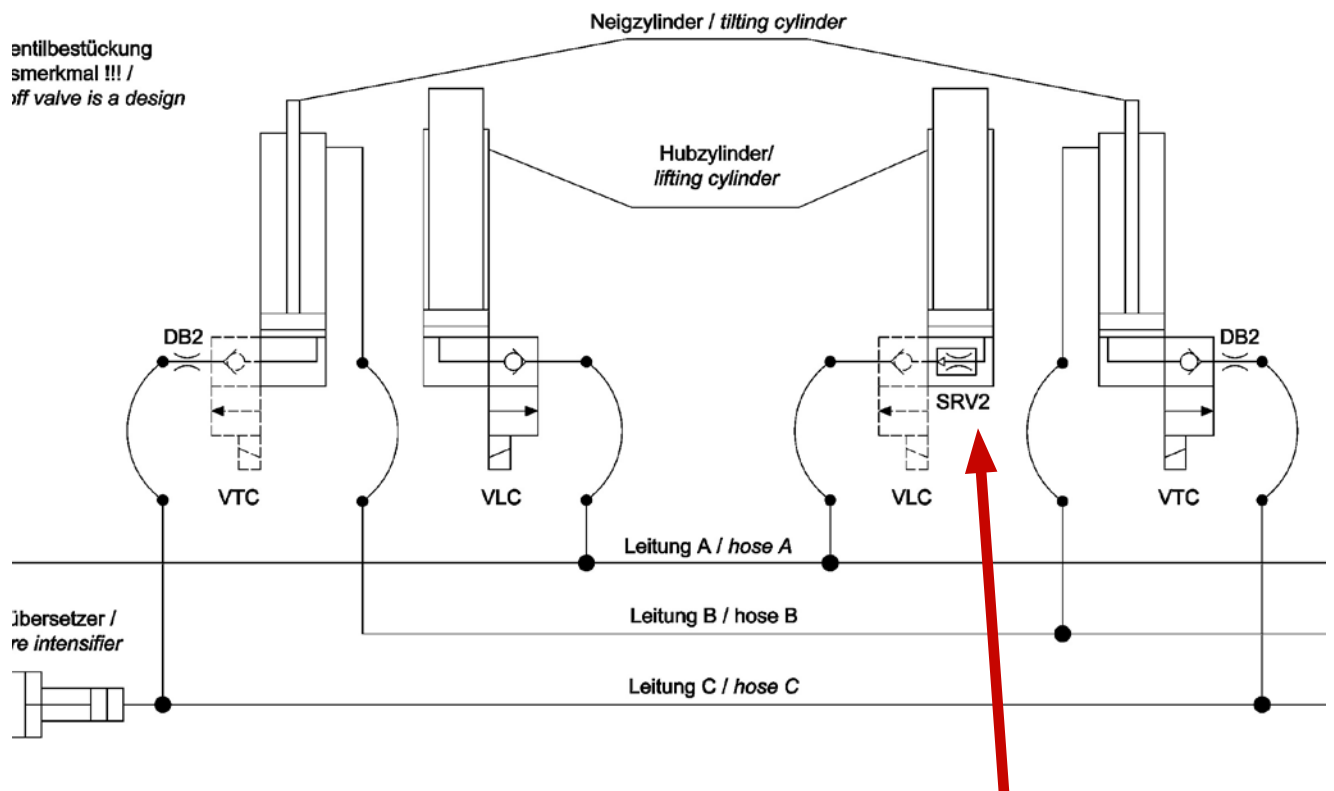 Neigzylinder / tilting cylinder
entilbestückung
smerkmal !!! /
off valve is a design
Hubzylinder/
lifting cylinder
DB2
DB2
SRV2
VTC
VLC
VLC
VTC
Leitung A / hose A
übersetzer /
re intensifier
Leitung B / hose B
Leitung C / hose C